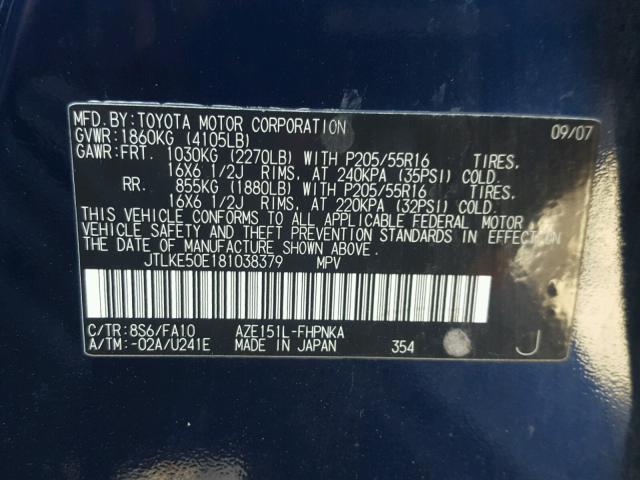 MFD.BY:TOYOTA MOTOR CORPORATION 09/07
GVWR:1860KG (4105LB)
GAWR:FRT. 1030KG (2270LB) WITH P205/55R16 TIRES,
16X6 1/2J RIMS, AT 240KPA (35PSI) COLD.
RR. 855KG (1880LB) WITH P205/55R16 TIRES,
16X6 1/2J RIMS, AT 220KPA (32PSI) COLD.
THIS VEHICLE CONFORMS TO ALL APPLICABLE FEDERAL MOTOR
VEHICLE SAFETY AND THEFT PREVENTION STANDARDS IN EFFECT ON
THE DATE OF MANUFACTURE SHOWN ABOVE.
JTLKE50E181038379 MPV
C/TR:8S6/FA10 AZE151L-FHPNKA
A/TM:-02A/U241E MADE IN JAPAN 354 J